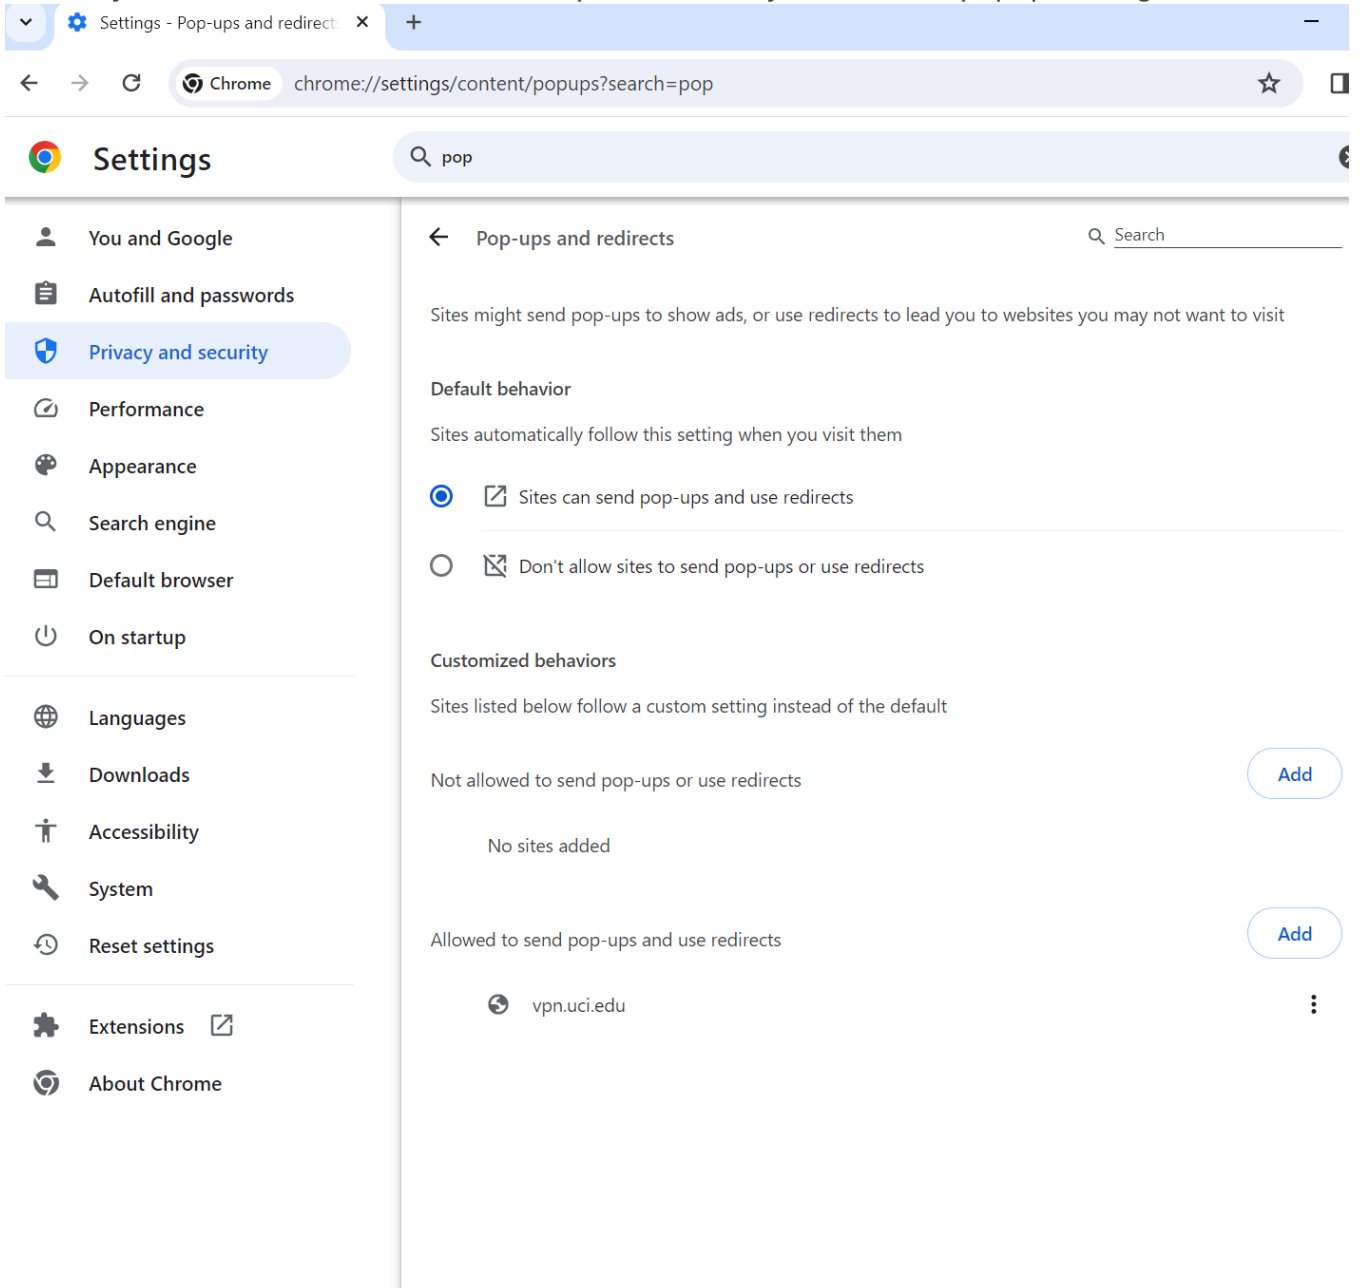 Settings - Pop-ups and redirect
Chrome chrome://settings/content/popups?search=pop
Settings
pop
You and Google
Autofill and passwords
Privacy and security
Performance
Appearance
Search engine
Default browser
On startup
Languages
Downloads
Accessibility
System
Reset settings
Extensions
About Chrome
Pop-ups and redirects
Search
Sites might send pop-ups to show ads, or use redirects to lead you to websites you may not want to visit
Default behavior
Sites automatically follow this setting when you visit them
Sites can send pop-ups and use redirects
Don't allow sites to send pop-ups or use redirects
Customized behaviors
Sites listed below follow a custom setting instead of the default
Not allowed to send pop-ups or use redirects
Add
No sites added
Allowed to send pop-ups and use redirects
Add
vpn.uci.edu